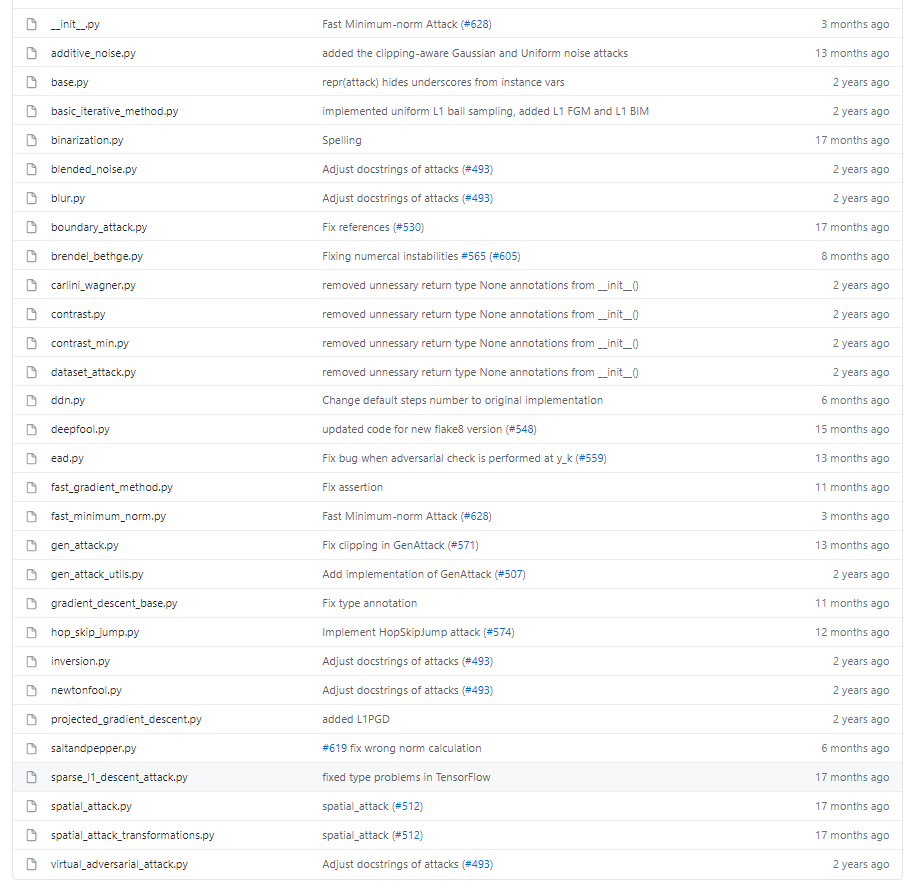 __init__.py Fast Minimum-norm Attack (#628) 3 months ago
additive_noise.py added the clipping-aware Gaussian and Uniform noise attacks 13 months ago
base.py repr(attack) hides underscores from instance vars 2 years ago
basic_iterative_method.py implemented uniform L1 ball sampling, added L1 FGM and L1 BIM 2 years ago
binarization.py Spelling 17 months ago
blended_noise.py Adjust docstrings of attacks (#493) 2 years ago
blur.py Adjust docstrings of attacks (#493) 2 years ago
boundary_attack.py Fix references (#530) 17 months ago
brendel_bethge.py Fixing numercal instabilities #565 (#605) 8 months ago
carlini_wagner.py removed unnessary return type None annotations from __init__() 2 years ago
contrast.py removed unnessary return type None annotations from __init__() 2 years ago
contrast_min.py removed unnessary return type None annotations from __init__() 2 years ago
dataset_attack.py removed unnessary return type None annotations from __init__() 2 years ago
ddn.py Change default steps number to original implementation 6 months ago
deepfool.py updated code for new flake8 version (#548) 15 months ago
ead.py Fix bug when adversarial check is performed at y_k (#559) 13 months ago
fast_gradient_method.py Fix assertion 11 months ago
fast_minimum_norm.py Fast Minimum-norm Attack (#628) 3 months ago
gen_attack.py Fix clipping in GenAttack (#571) 13 months ago
gen_attack_utils.py Add implementation of GenAttack (#507) 2 years ago
gradient_descent_base.py Fix type annotation 11 months ago
hop_skip_jump.py Implement HopSkipJump attack (#574) 12 months ago
inversion.py Adjust docstrings of attacks (#493) 2 years ago
newtonfool.py Adjust docstrings of attacks (#493) 2 years ago
projected_gradient_descent.py added L1PGD 2 years ago
saltandpepper.py #619 fix wrong norm calculation 6 months ago
sparse_l1_descent_attack.py fixed type problems in TensorFlow 17 months ago
spatial_attack.py spatial_attack (#512) 17 months ago
spatial_attack_transformations.py spatial_attack (#512) 17 months ago
virtual_adversarial_attack.py Adjust docstrings of attacks (#493) 2 years ago